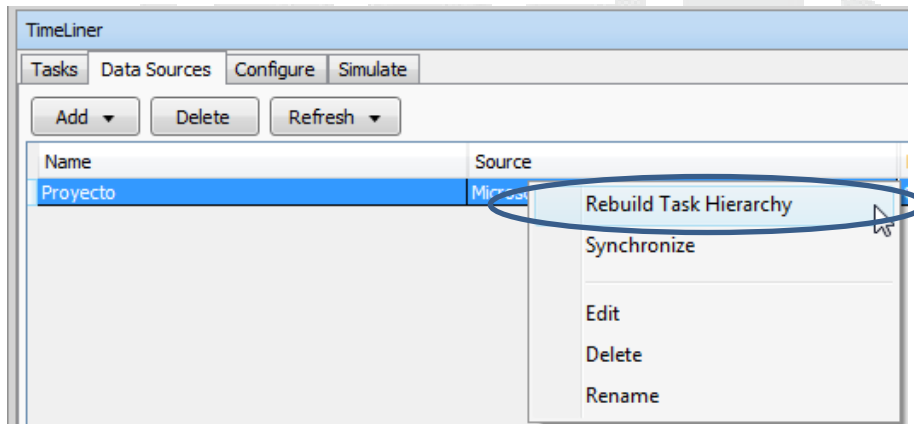 TimeLiner
Tasks Data Sources Configure Simulate
Add Delete Refresh
Name Source
Proyecto
Rebuild Task Hierarchy
Synchronize
Edit
Delete
Rename